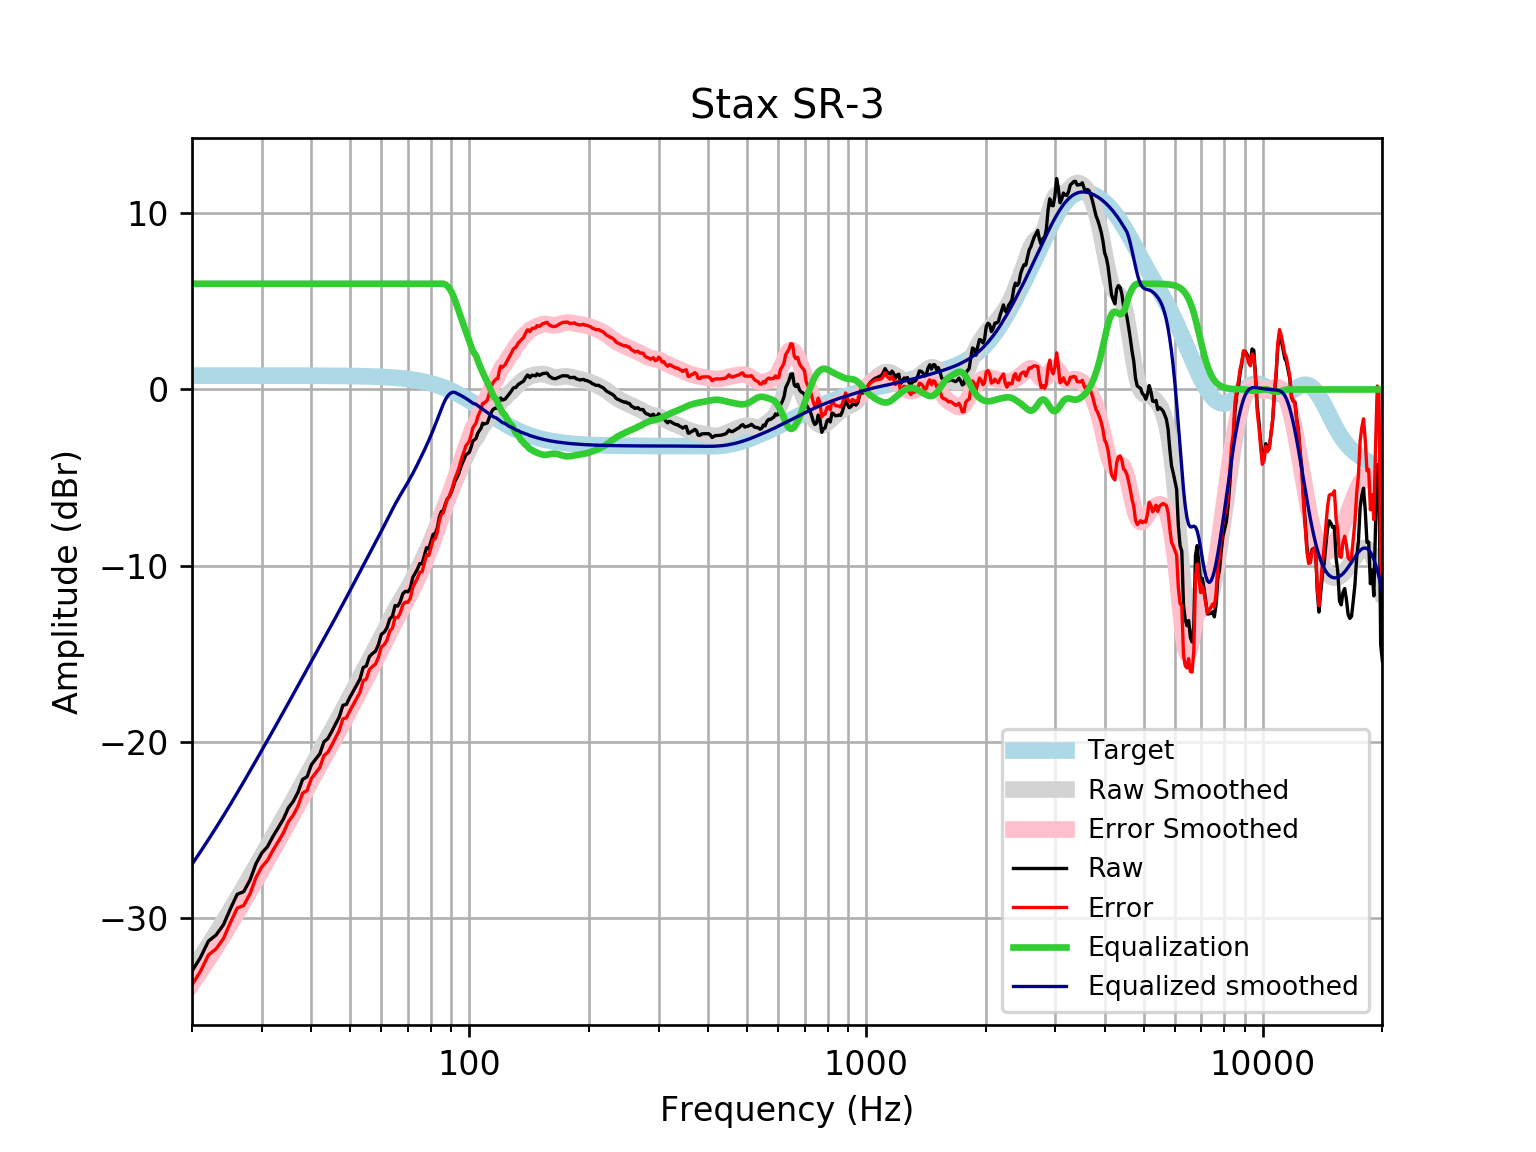 Stax SR-3
Amplitude (dBr)
10
0
−10
−20
−30
100
1000
10000
Frequency (Hz)
Target
Raw Smoothed
Error Smoothed
Raw
Error
Equalization
Equalized smoothed